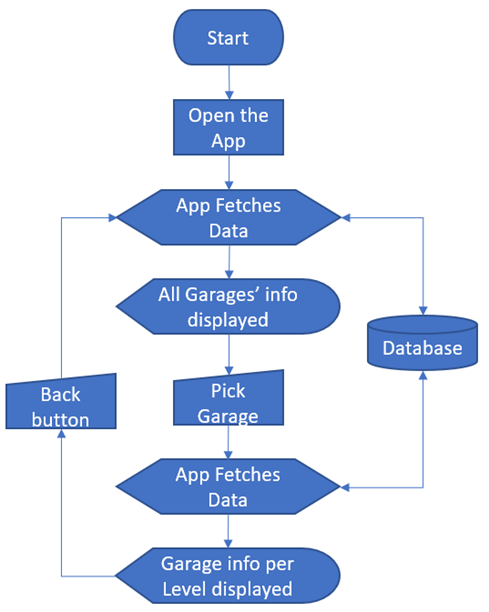 Start
Open the
App
App Fetches
Data
All Garages’ info
displayed
Database
Back
button
Pick
Garage
App Fetches
Data
Garage info per
Level displayed